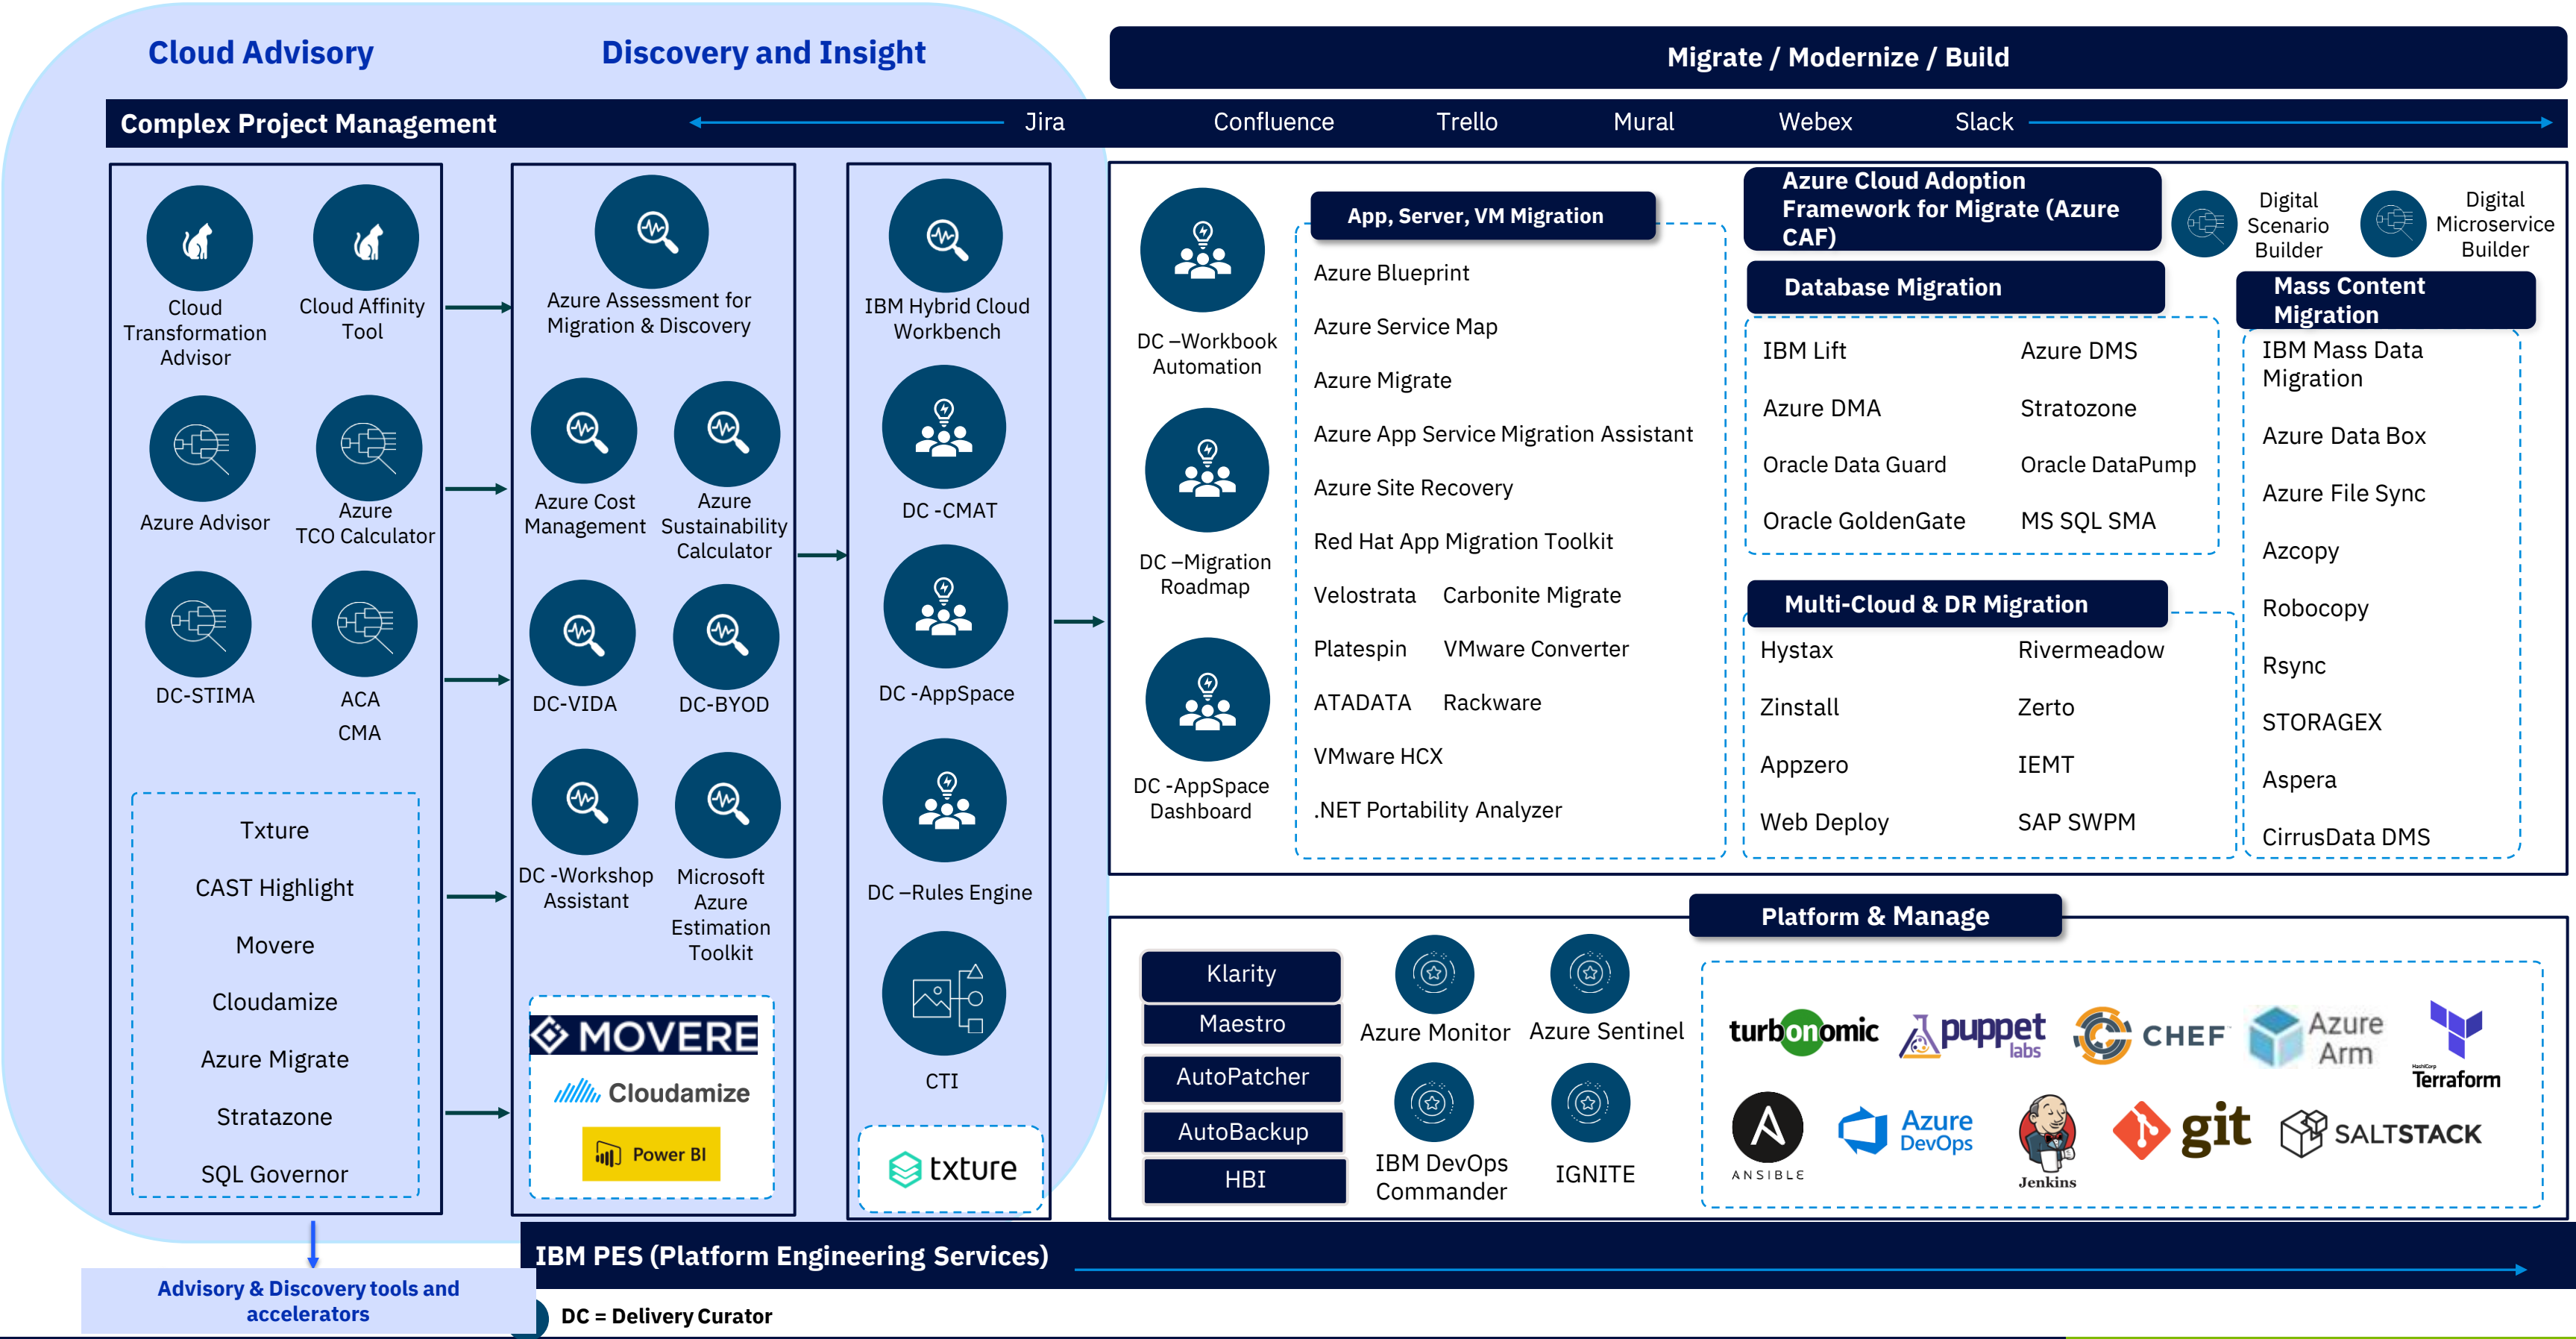 Cloud Advisory
Discovery and Insight
Migrate / Modernize / Build
Complex Project Management
Jira
Confluence
Trello
Mural
Webex
Slack
Cloud
Transformation
Advisor
Cloud Affinity
Tool
Azure Advisor
Azure
TCO Calculator
DC-STIMA
ACA
CMA
Txture
CAST Highlight
Movere
Cloudamize
Azure Migrate
Stratazone
SQL Governor
Azure Assessment for
Migration & Discovery
Azure Cost
Management
Azure
Sustainability
Calculator
DC-VIDA
DC-BYOD
DC -Workshop
Assistant
Microsoft
Azure
Estimation
Toolkit
MOVERE
Cloudamize
Power BI
IBM Hybrid Cloud
Workbench
DC -CMAT
DC -AppSpace
DC –Rules Engine
CTI
txture
DC –Workbook
Automation
DC –Migration
Roadmap
DC -AppSpace
Dashboard
App, Server, VM Migration
Azure Blueprint
Azure Service Map
Azure Migrate
Azure App Service Migration Assistant
Azure Site Recovery
Red Hat App Migration Toolkit
Velostrata Carbonite Migrate
Platespin VMware Converter
ATADATA Rackware
VMware HCX
.NET Portability Analyzer
Azure Cloud Adoption
Framework for Migrate (Azure
CAF)
Digital
Scenario
Builder
Digital
Microservice
Builder
Database Migration
IBM Lift
Azure DMS
Azure DMA
Stratozone
Oracle Data Guard
Oracle DataPump
Oracle GoldenGate
MS SQL SMA
Multi-Cloud & DR Migration
Hystax
Rivermeadow
Zinstall
Zerto
Appzero
IEMT
Web Deploy
SAP SWPM
Mass Content
Migration
IBM Mass Data
Migration
Azure Data Box
Azure File Sync
Azcopy
Robocopy
Rsync
STORAGEX
Aspera
CirrusData DMS
Platform & Manage
Klarity
Maestro
AutoPatcher
AutoBackup
HBI
Azure Monitor
Azure Sentinel
IBM DevOps
Commander
IGNITE
turbonomic
puppet
labs
CHEF
Azure
Arm
HashiCorp
Terraform
ANSIBLE
Azure
DevOps
Jenkins
git
SALTSTACK
IBM PES (Platform Engineering Services)
Advisory & Discovery tools and
accelerators
DC = Delivery Curator